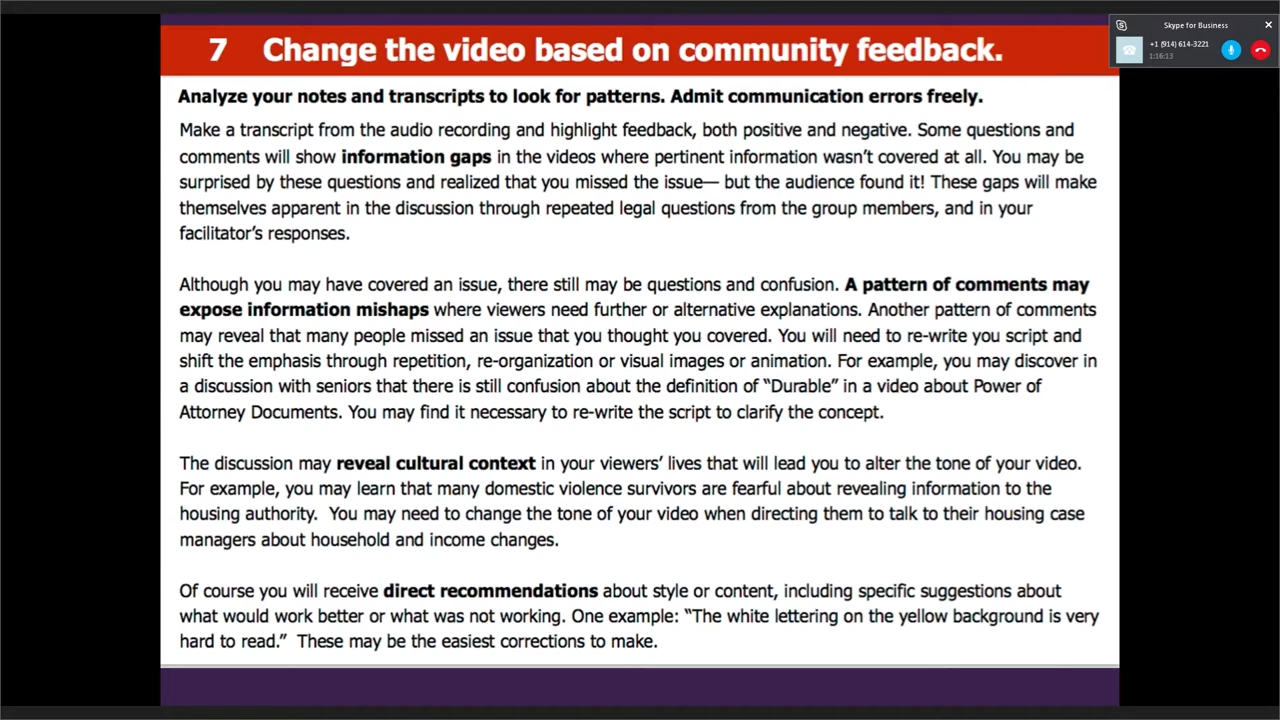 7 Change the video based on community feedback.
Skype for Business
+1 (914) 614-3221
1:16:13
Analyze your notes and transcripts to look for patterns. Admit communication errors freely.
Make a transcript from the audio recording and highlight feedback, both positive and negative. Some questions and
comments will show information gaps in the videos where pertinent information wasn't covered at all. You may be
surprised by these questions and realized that you missed the issue— but the audience found it! These gaps will make
themselves apparent in the discussion through repeated legal questions from the group members, and in your
facilitator's responses.
Although you may have covered an issue, there still may be questions and confusion. A pattern of comments may
expose information mishaps where viewers need further or alternative explanations. Another pattern of comments
may reveal that many people missed an issue that you thought you covered. You will need to re-write you script and
shift the emphasis through repetition, re-organization or visual images or animation. For example, you may discover in
a discussion with seniors that there is still confusion about the definition of “Durable” in a video about Power of
Attorney Documents. You may find it necessary to re-write the script to clarify the concept.
The discussion may reveal cultural context in your viewers' lives that will lead you to alter the tone of your video.
For example, you may learn that many domestic violence survivors are fearful about revealing information to the
housing authority. You may need to change the tone of your video when directing them to talk to their housing case
managers about household and income changes.
Of course you will receive direct recommendations about style or content, including specific suggestions about
what would work better or what was not working. One example: “The white lettering on the yellow background is very
hard to read.” These may be the easiest corrections to make.